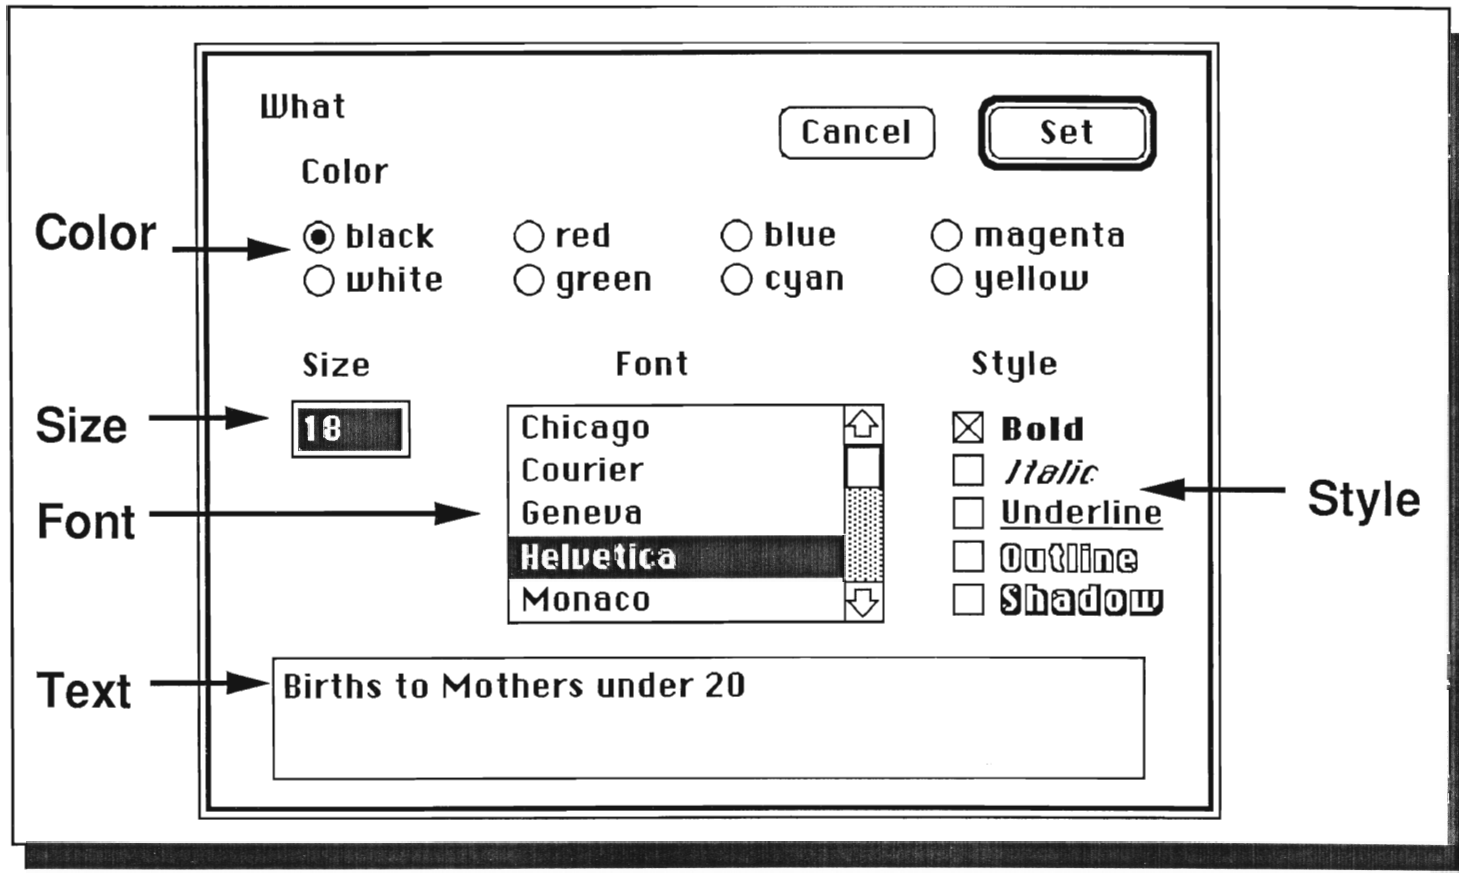 What
Cancel
Set
Color
Color
black
red
blue
magenta
white
green
cyan
yellow
Size
Font
Style
Size
18
Chicago
Bold
Courier
Italic
Font
Geneva
Underline
Style
Helvetica
Outline
Monaco
Shadow
Text
Births to Mothers under 20